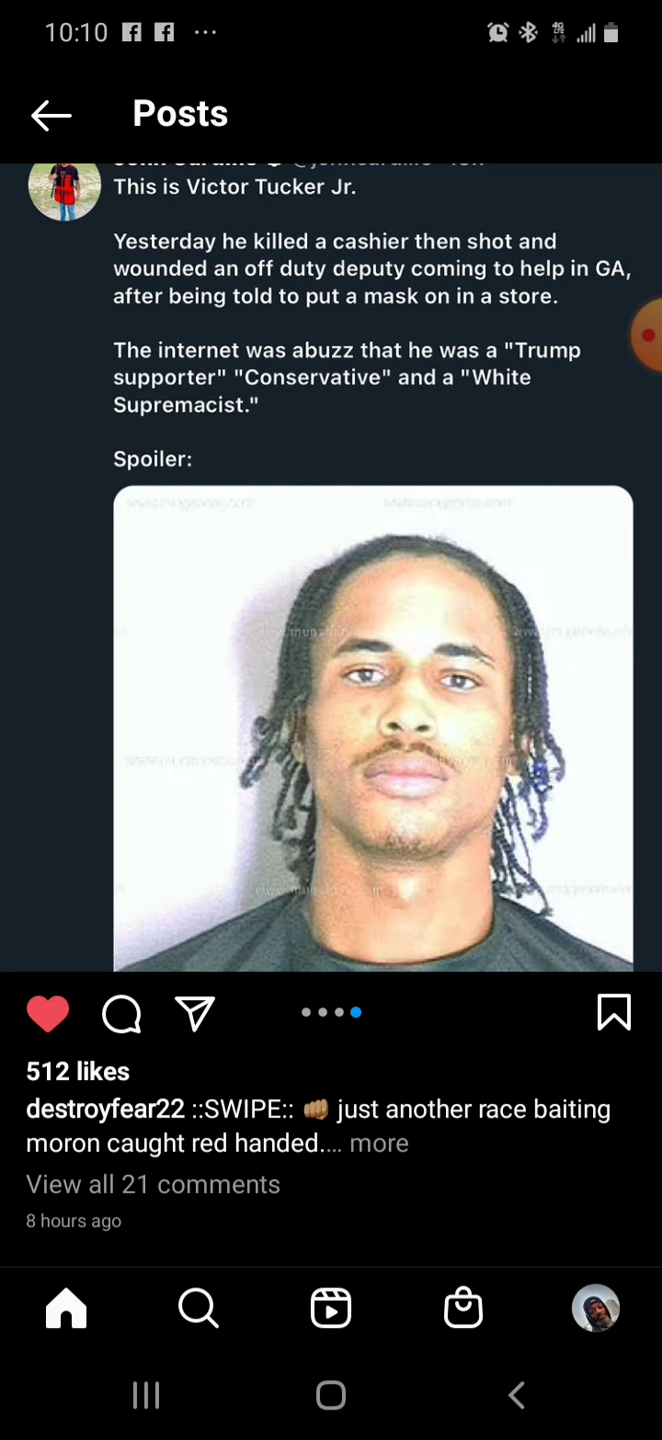 10:10
Posts
This is Victor Tucker Jr.
Yesterday he killed a cashier then shot and
wounded an off duty deputy coming to help in GA,
after being told to put a mask on in a store.
The internet was abuzz that he was a "Trump
supporter" "Conservative" and a "White
Supremacist."
Spoiler:
512 likes
destroyfear22 ::SWIPE:: 👊🏽 just another race baiting
moron caught red handed.... more
View all 21 comments
8 hours ago